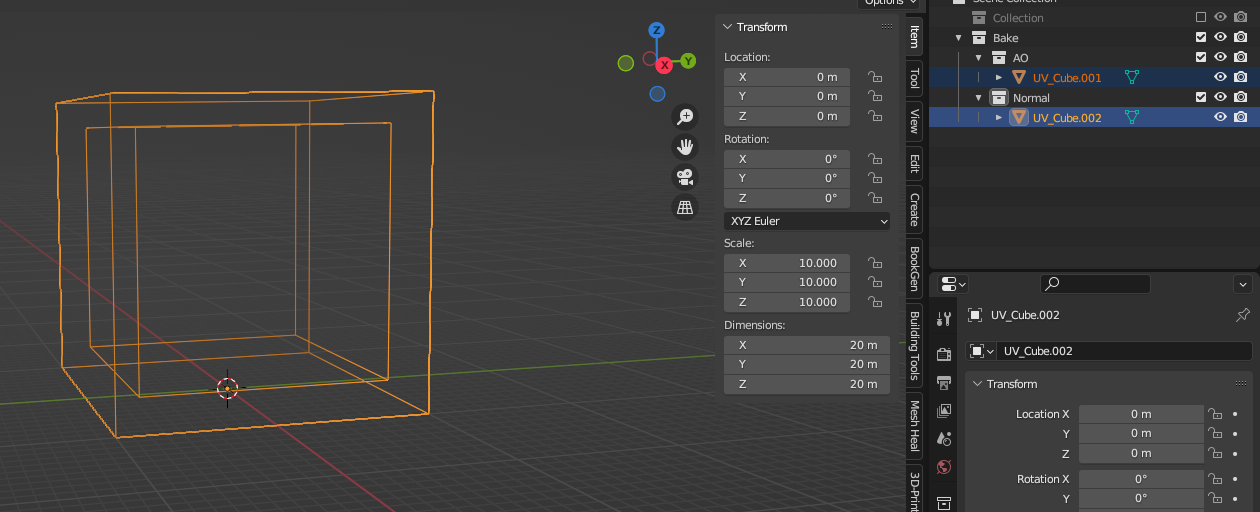 Options
Scene Collection
Collection
Bake
AO
UV_Cube.001
Normal
UV_Cube.002
Z
Y
X
Transform
Location:
X 0 m
Y 0 m
Z 0 m
Rotation:
X 0°
Y 0°
Z 0°
XYZ Euler
Scale:
X 10.000
Y 10.000
Z 10.000
Dimensions:
X 20 m
Y 20 m
Z 20 m
Item
Tool
View
Edit
Create
BookGen
Building Tools
Mesh Heal
3D-Print
UV_Cube.002
UV_Cube.002
Transform
Location X 0 m
Y 0 m
Z 0 m
Rotation X 0°
Y 0°